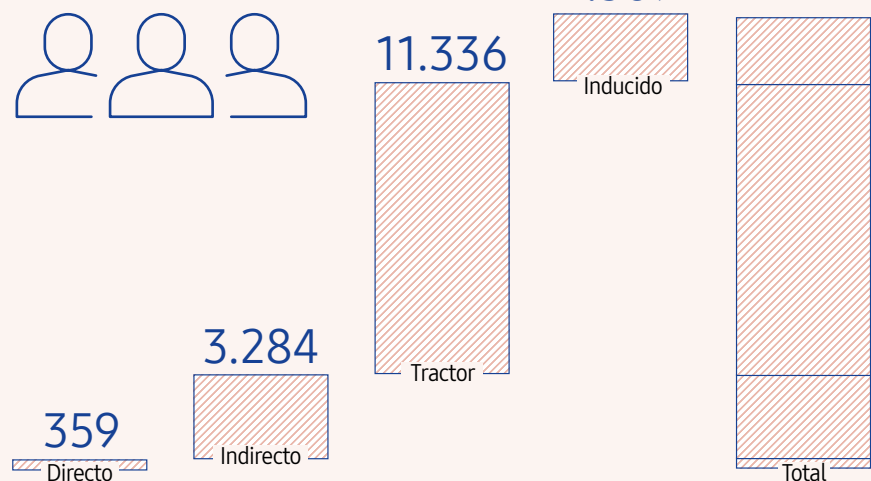 11.336
Inducido
3.284
Tractor
359
Indirecto
Directo
Total